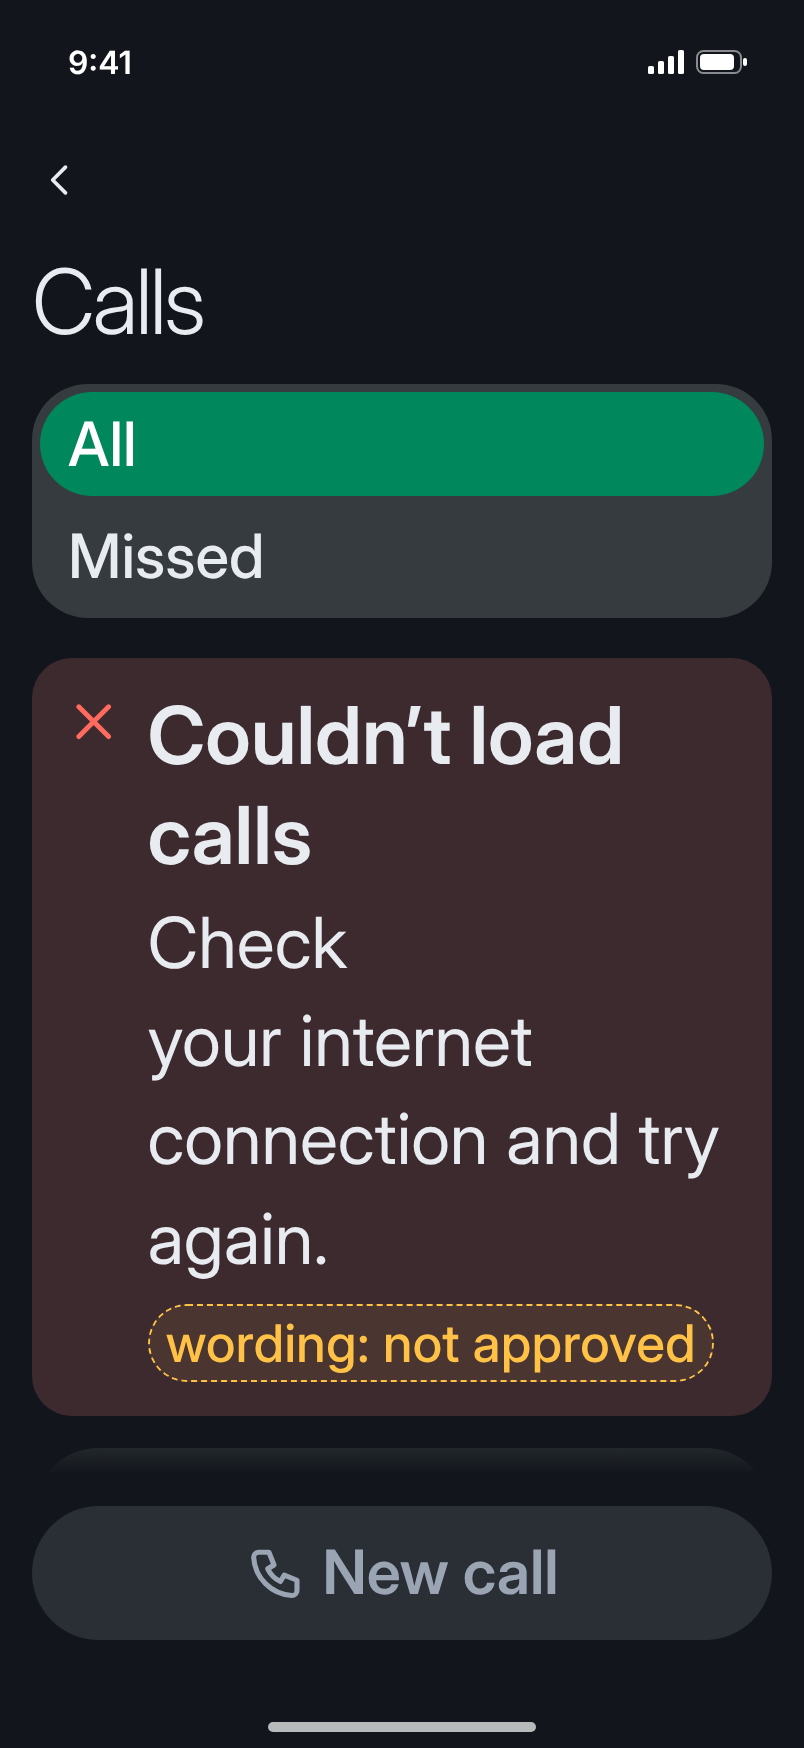 9:41
Calls
All
Missed
Couldn’t load
calls
Check
your internet
connection and try
again.
wording: not approved
New call